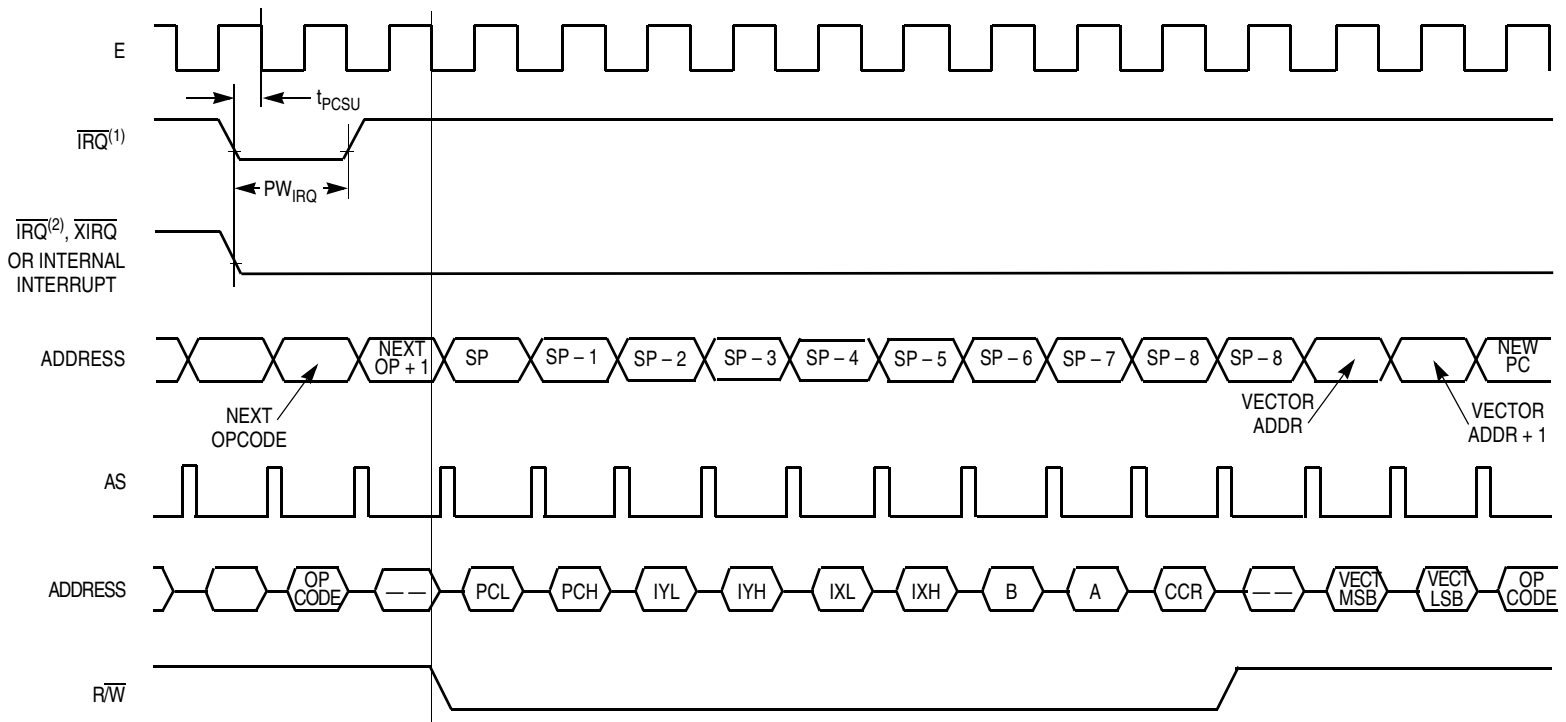 E
tPCSU
IRQ(1)
PWIRQ
IRQ(2), XIRQ
OR INTERNAL
INTERRUPT
ADDRESS
NEXT
OP + 1
SP
SP – 1
SP – 2
SP – 3
SP – 4
SP – 5
SP – 6
SP – 7
SP – 8
SP – 8
NEW
PC
NEXT
OPCODE
VECTOR
ADDR
VECTOR
ADDR + 1
AS
ADDRESS
OP
CODE
— —
PCL
PCH
IYL
IYH
IXL
IXH
B
A
CCR
— —
VECT
MSB
VECT
LSB
OP
CODE
R/W